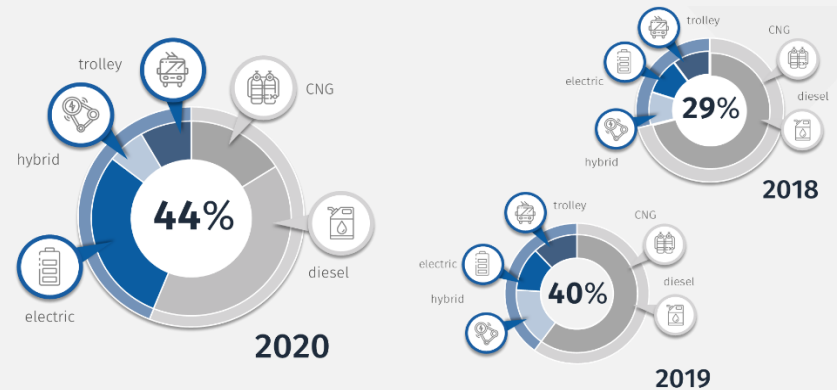 trolley
CNG
hybrid
44%
diesel
electric
2020
trolley
CNG
electric
diesel
29%
hybrid
2018
trolley
CNG
electric
diesel
hybrid
40%
2019